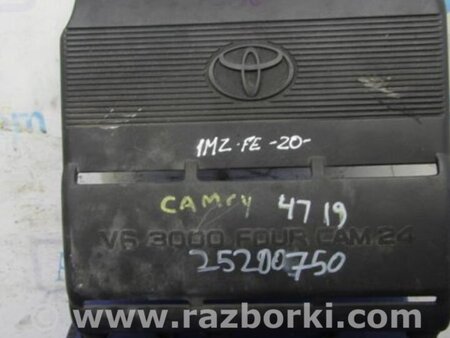 1MZ-FE -20-
CAMRY 4719
V6 3000 FOUR CAM 24
25200750
www.razborki.com